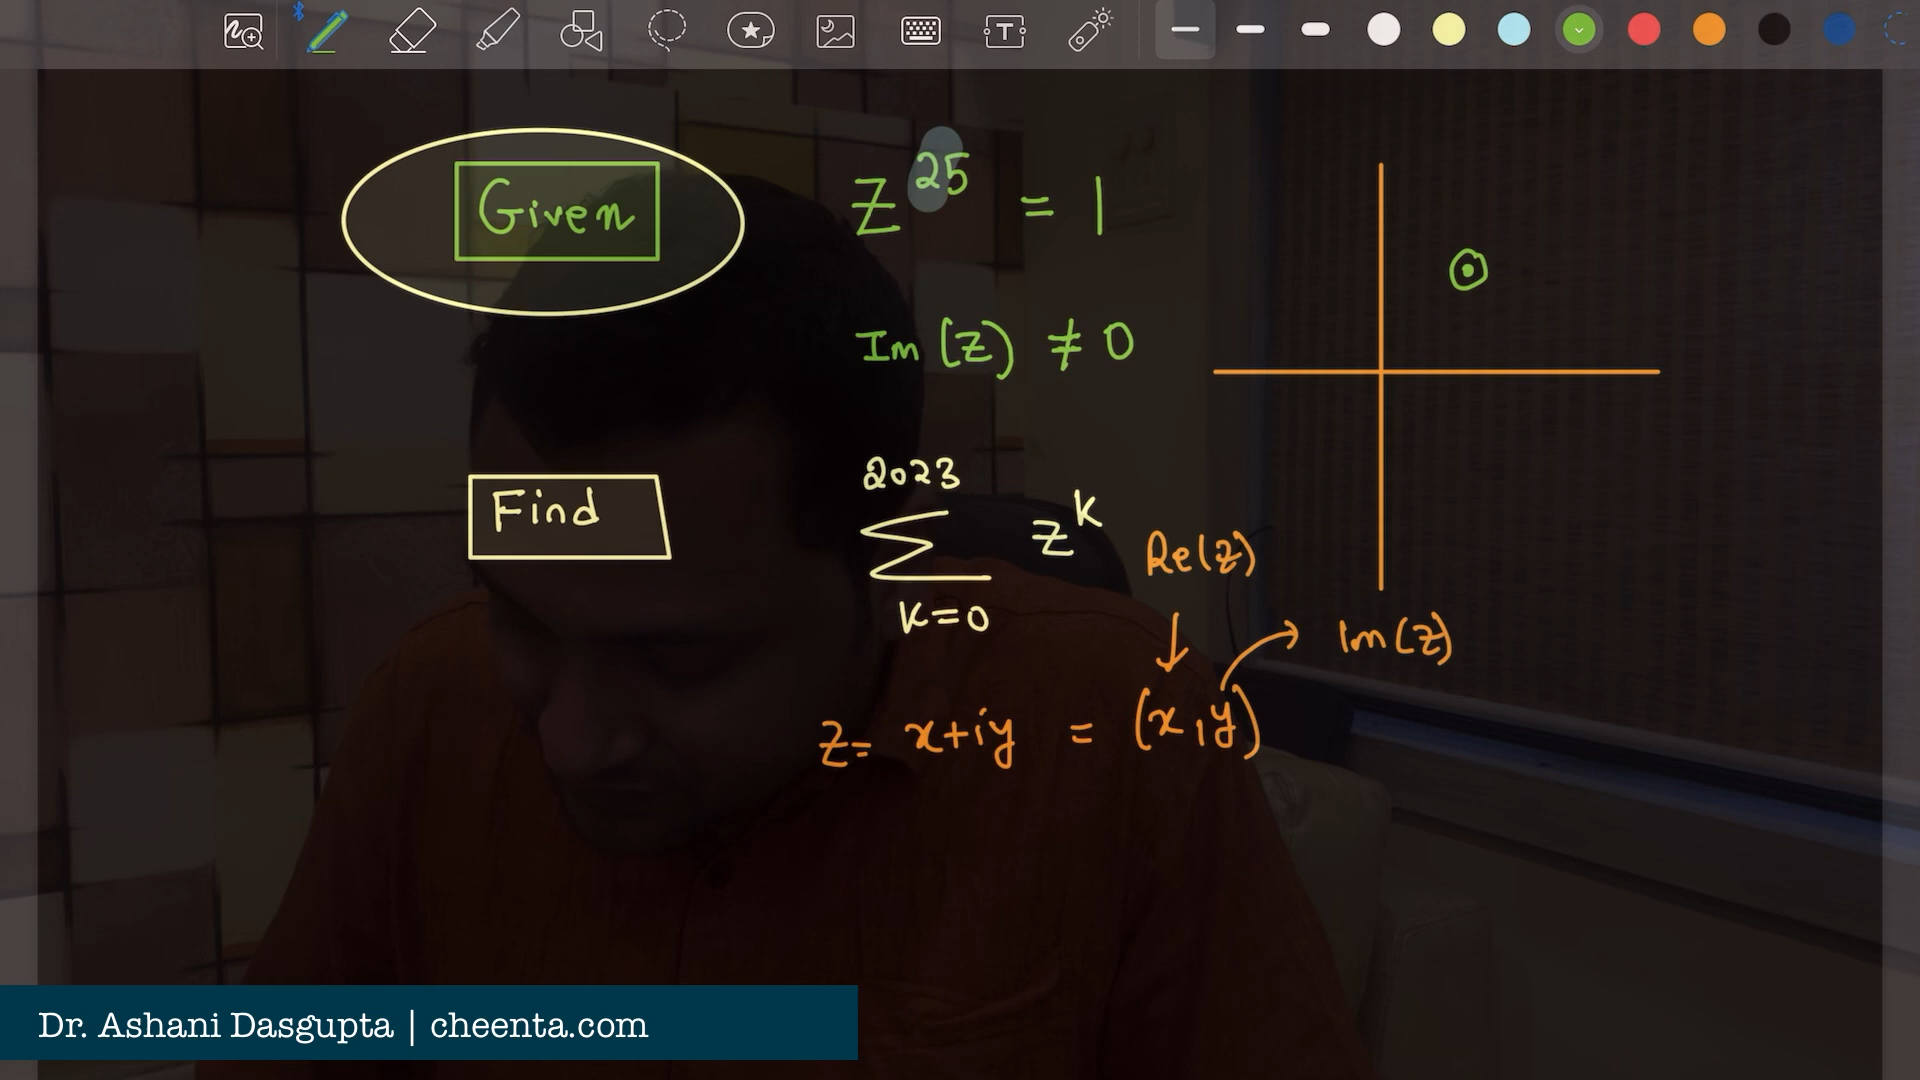 Given
z^25 = 1
Im (z) ≠ 0
Find
2023
Σ z^k
k=0
Re(z)
Im(z)
z= x+iy = (x,y)
Dr. Ashani Dasgupta | cheenta.com